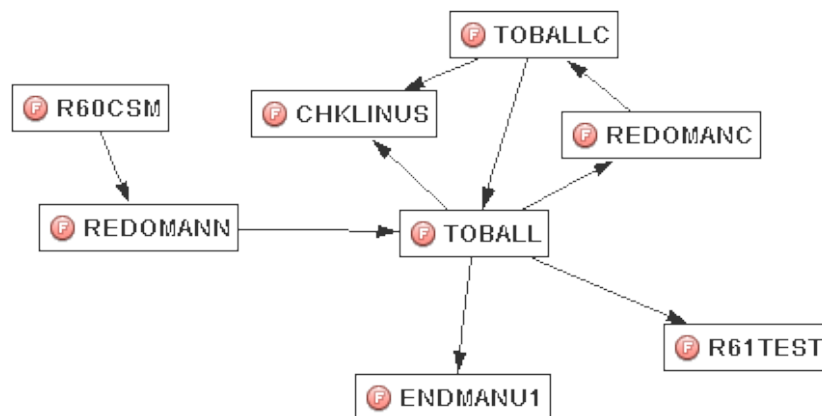 F TOBALLC
F R60CSM
F CHKLINUS
F REDOMANC
F REDOMANN
F TOBALL
F R61TEST
F ENDMANU1